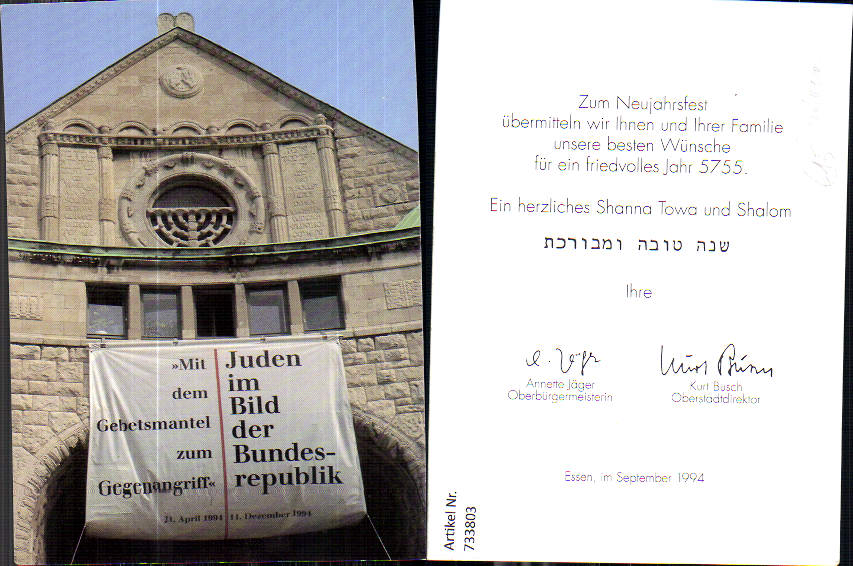 »Mit
dem
Gebetsmantel
zum
Gegenangriff«
Juden
im
Bild
der
Bundes-
republik
21. April 1994 11. Dezember 1994
Zum Neujahrsfest
übermitteln wir Ihnen und Ihrer Familie
unsere besten Wünsche
für ein friedvolles Jahr 5755.
Ein herzliches Shanna Towa und Shalom
שנה טובה ומבורכת
Ihre
Annette Jäger
Oberbürgermeisterin
Kurt Busch
Kurt Busch
Oberstadtdirektor
Essen, im September 1994
Artikel Nr.
733803